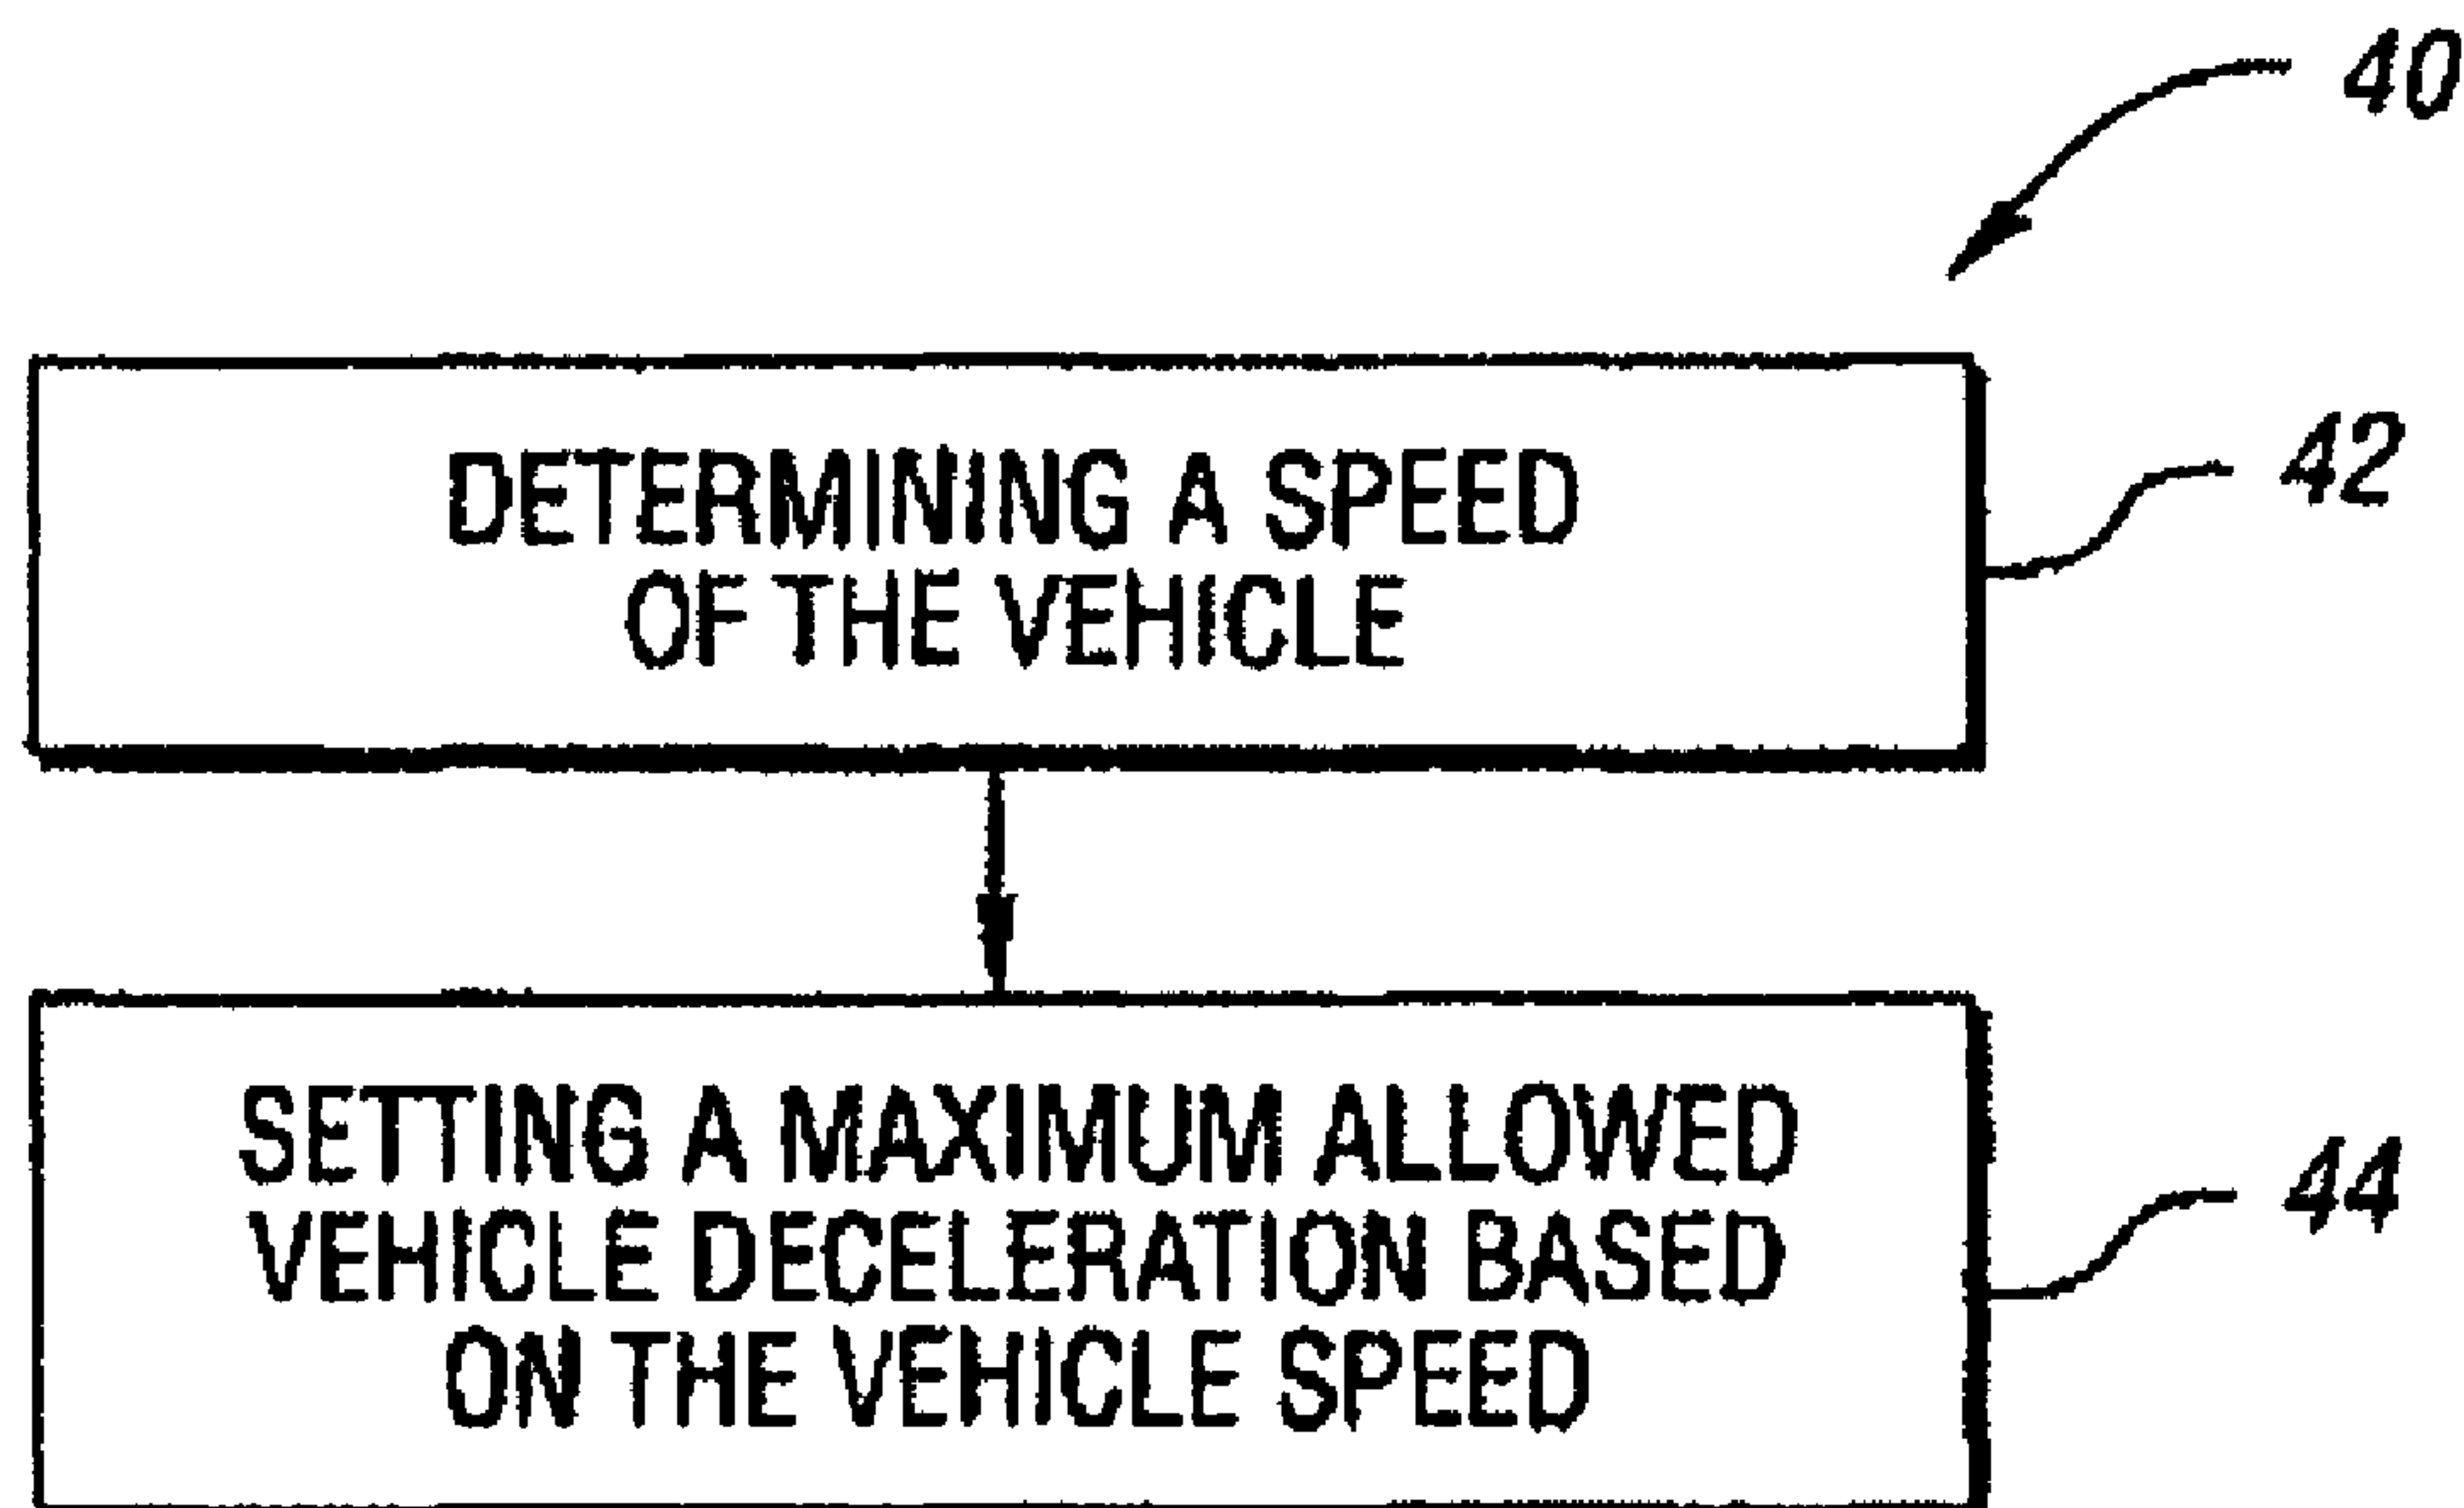 40
DETERMINING A SPEED
OF THE VEHICLE
42
SETTING A MAXIMUM ALLOWED
VEHICLE DECELERATION BASED
ON THE VEHICLE SPEED
44